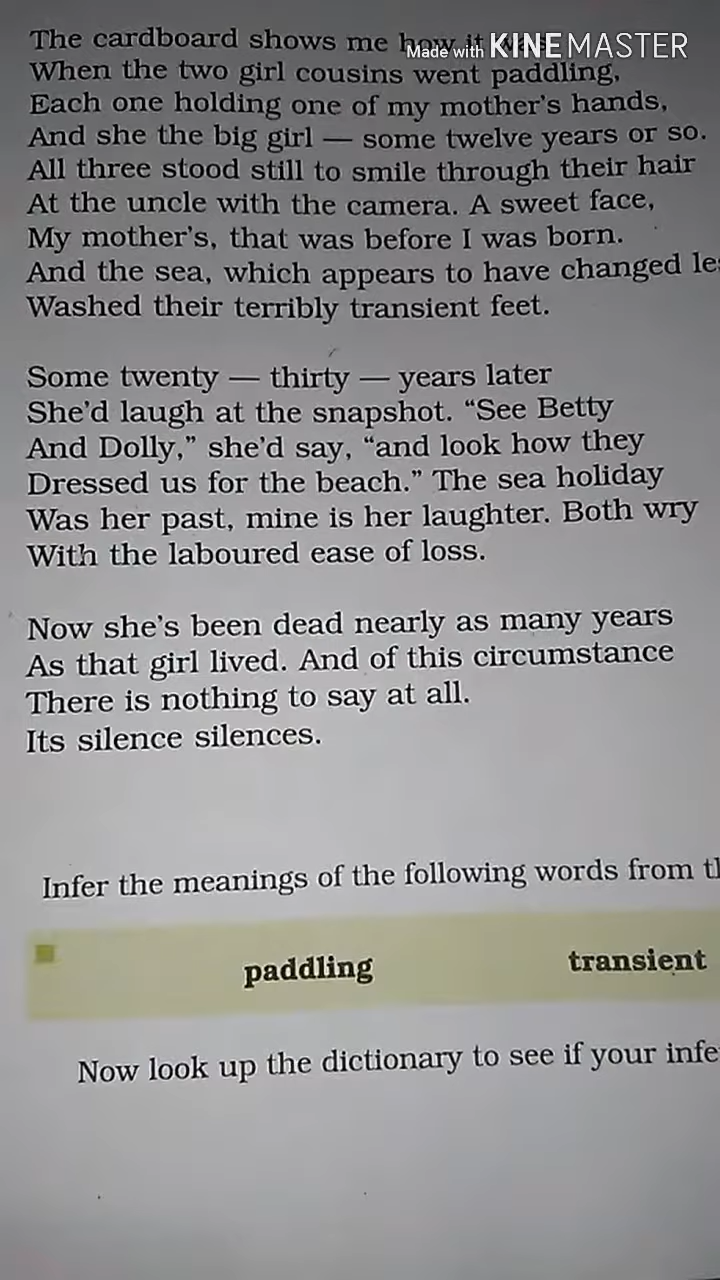 The cardboard shows me how it
Made with KINEMASTER
When the two girl cousins went paddling,
Each one holding one of my mother's hands,
And she the big girl — some twelve years or so.
All three stood still to smile through their hair
At the uncle with the camera. A sweet face,
My mother's, that was before I was born.
And the sea, which appears to have changed
Washed their terribly transient feet.
Some twenty — thirty — years later
She'd laugh at the snapshot. “See Betty
And Dolly,” she'd say, “and look how they
Dressed us for the beach.” The sea holiday
Was her past, mine is her laughter. Both wry
With the laboured ease of loss.
Now she's been dead nearly as many years
As that girl lived. And of this circumstance
There is nothing to say at all.
Its silence silences.
Infer the meanings of the following words from
paddling transient
Now look up the dictionary to see if your